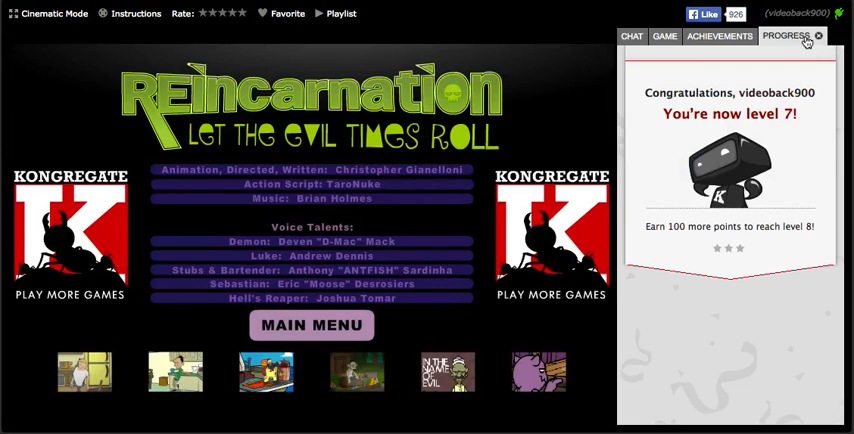 Cinematic Mode Instructions Rate: Favorite Playlist
Like 926 (videoback900)
CHAT GAME ACHIEVEMENTS PROGRESS
REincarnation
LET THE EVIL TIMES ROLL
KONGREGATE
K
PLAY MORE GAMES
Animation, Directed, Written: Christopher Gianelloni
Action Script: TaroNuke
Music: Brian Holmes
Voice Talents:
Demon: Deven "D-Mac" Mack
Luke: Andrew Dennis
Stubs & Bartender: Anthony "ANTFISH" Sardinha
Sebastian: Eric "Moose" Desrosiers
Hell's Reaper: Joshua Tomar
MAIN MENU
KONGREGATE
K
PLAY MORE GAMES
IN THE
NAME
OF
EVIL
Congratulations, videoback900
You're now level 7!
K
Earn 100 more points to reach level 8!